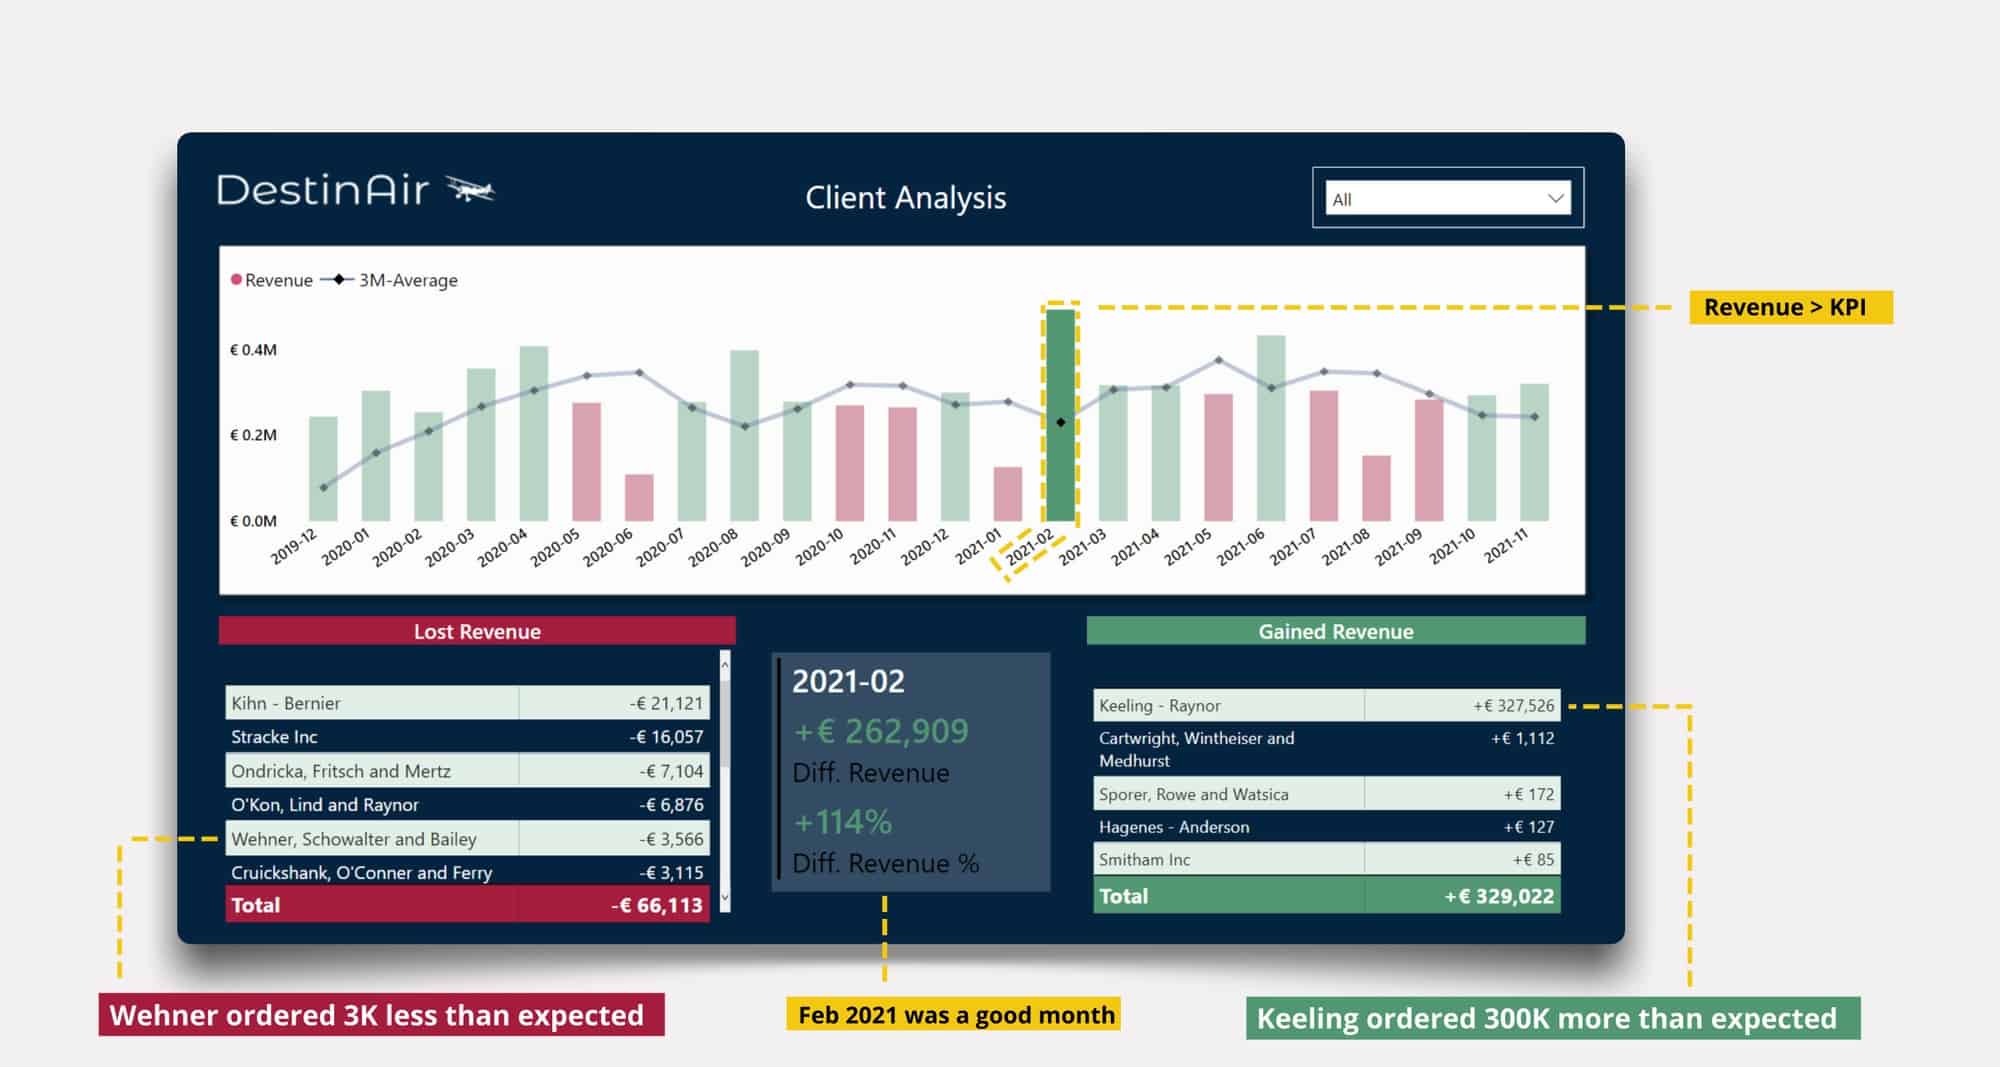 DestinAir
Client Analysis
All
Revenue 3M-Average
Revenue > KPI
€ 0.4M
€ 0.2M
€ 0.0M
2019-12 2020-01 2020-02 2020-03 2020-04 2020-05 2020-06 2020-07 2020-08 2020-09 2020-10 2020-11 2020-12 2021-01 2021-02 2021-03 2021-04 2021-05 2021-06 2021-07 2021-08 2021-09 2021-10 2021-11
Lost Revenue
Kihn - Bernier -€ 21,121
Stracke Inc -€ 16,057
Ondricka, Fritsch and Mertz -€ 7,104
O'Kon, Lind and Raynor -€ 6,876
Wehner, Schowalter and Bailey -€ 3,566
Cruickshank, O'Conner and Ferry -€ 3,115
Total -€ 66,113
2021-02
+€ 262,909
Diff. Revenue
+114%
Diff. Revenue %
Gained Revenue
Keeling - Raynor +€ 327,526
Cartwright, Wintheiser and +€ 1,112
Medhurst
Sporer, Rowe and Watsica +€ 172
Hagenes - Anderson +€ 127
Smitham Inc +€ 85
Total +€ 329,022
Wehner ordered 3K less than expected
Feb 2021 was a good month
Keeling ordered 300K more than expected